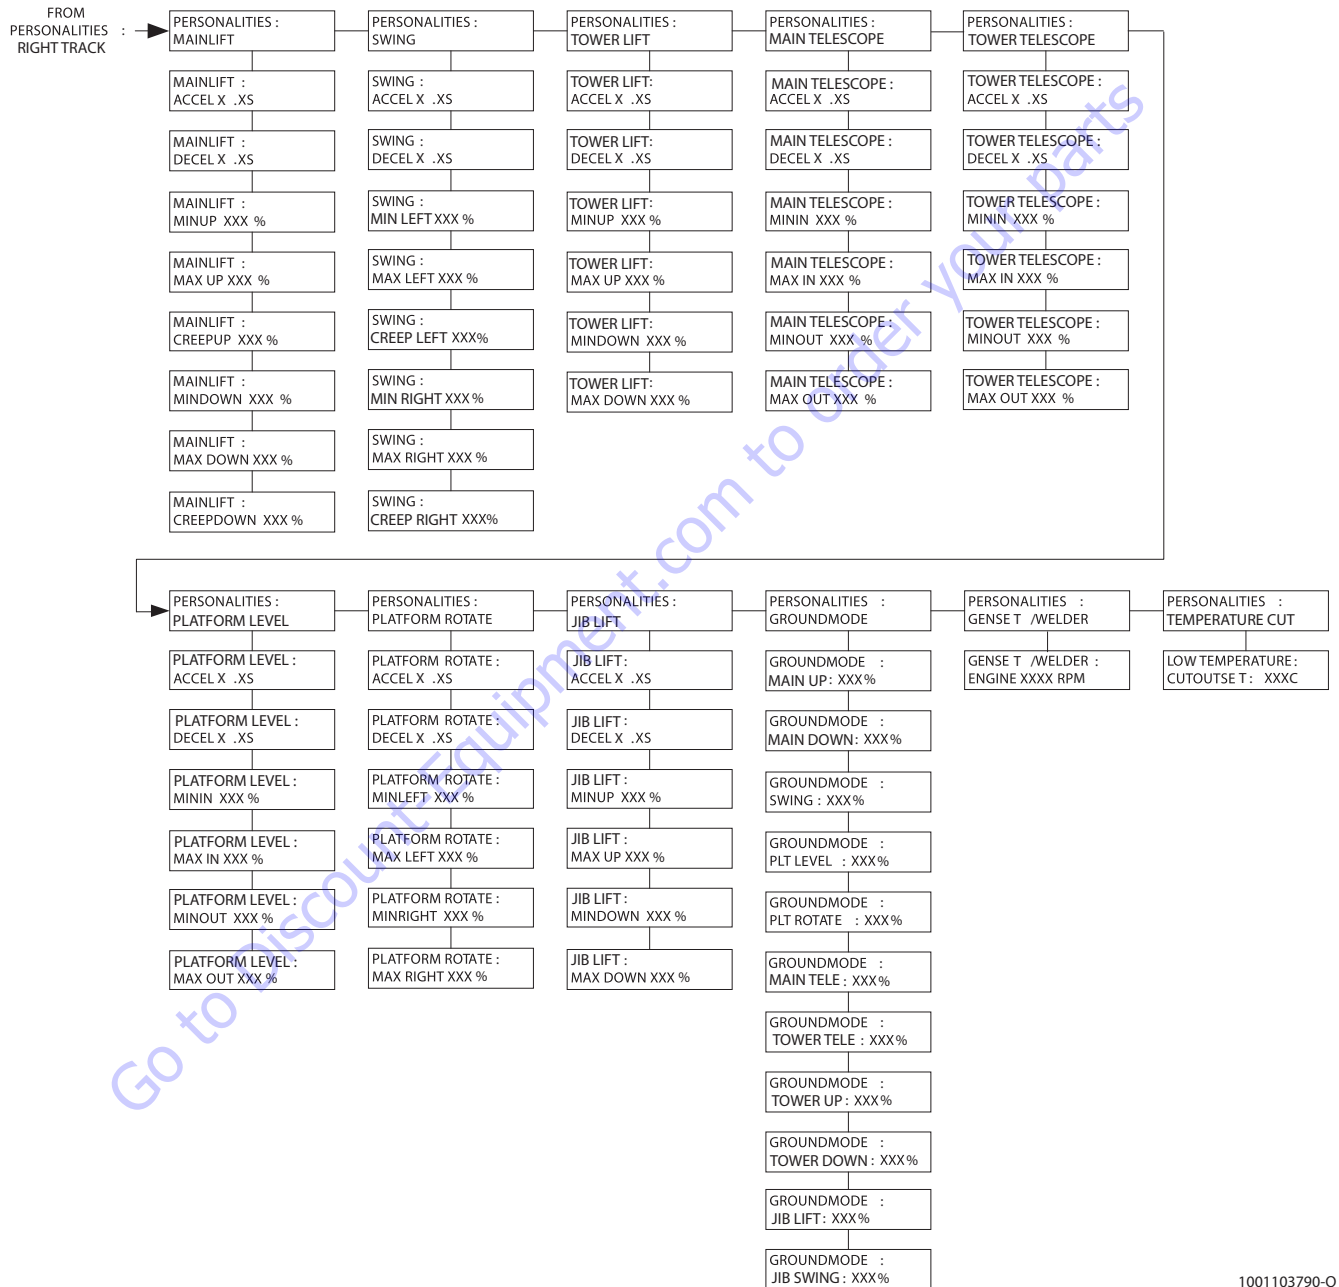 FROM
PERSONALITIES :
RIGHT TRACK
PERSONALITIES :
MAINLIFT
MAINLIFT :
ACCEL X .XS
MAINLIFT :
DECEL X .XS
MAINLIFT :
MINUP XXX %
MAINLIFT :
MAX UP XXX %
MAINLIFT :
CREEPUP XXX %
MAINLIFT :
MINDOWN XXX %
MAINLIFT :
MAX DOWN XXX %
MAINLIFT :
CREEPDOWN XXX %
PERSONALITIES :
SWING
SWING :
ACCEL X .XS
SWING :
DECEL X .XS
SWING :
MIN LEFT XXX %
SWING :
MAX LEFT XXX %
SWING :
CREEP LEFT XXX%
SWING :
MIN RIGHT XXX %
SWING :
MAX RIGHT XXX %
SWING :
CREEP RIGHT XXX%
PERSONALITIES :
TOWER LIFT
TOWER LIFT:
ACCEL X .XS
TOWER LIFT:
DECEL X .XS
TOWER LIFT:
MINUP XXX %
TOWER LIFT:
MAX UP XXX %
TOWER LIFT:
MINDOWN XXX %
TOWER LIFT:
MAX DOWN XXX %
PERSONALITIES :
MAIN TELESCOPE
MAIN TELESCOPE :
ACCEL X .XS
MAIN TELESCOPE :
DECEL X .XS
MAIN TELESCOPE :
MININ XXX %
MAIN TELESCOPE :
MAX IN XXX %
MAIN TELESCOPE :
MINOUT XXX %
MAIN TELESCOPE :
MAX OUT XXX %
PERSONALITIES :
TOWER TELESCOPE
TOWER TELESCOPE :
ACCEL X .XS
TOWER TELESCOPE :
DECEL X .XS
TOWER TELESCOPE :
MININ XXX %
TOWER TELESCOPE :
MAX IN XXX %
TOWER TELESCOPE :
MINOUT XXX %
TOWER TELESCOPE :
MAX OUT XXX %
PERSONALITIES :
PLATFORM LEVEL
PLATFORM LEVEL :
ACCEL X .XS
PLATFORM LEVEL :
DECEL X .XS
PLATFORM LEVEL :
MININ XXX %
PLATFORM LEVEL :
MAX IN XXX %
PLATFORM LEVEL :
MINOUT XXX %
PLATFORM LEVEL :
MAX OUT XXX %
PERSONALITIES :
PLATFORM ROTATE
PLATFORM ROTATE :
ACCEL X .XS
PLATFORM ROTATE :
DECEL X .XS
PLATFORM ROTATE :
MINLEFT XXX %
PLATFORM ROTATE :
MAX LEFT XXX %
PLATFORM ROTATE :
MINRIGHT XXX %
PLATFORM ROTATE :
MAX RIGHT XXX %
PERSONALITIES :
JIB LIFT
JIB LIFT :
ACCEL X .XS
JIB LIFT :
DECEL X .XS
JIB LIFT :
MINUP XXX %
JIB LIFT :
MAX UP XXX %
JIB LIFT :
MINDOWN XXX %
JIB LIFT :
MAX DOWN XXX %
PERSONALITIES :
GROUNDMODE
GROUNDMODE :
MAIN UP : XXX%
GROUNDMODE :
MAIN DOWN : XXX%
GROUNDMODE :
SWING : XXX%
GROUNDMODE :
PLT LEVEL : XXX%
GROUNDMODE :
PLT ROTATE : XXX%
GROUNDMODE :
MAIN TELE : XXX%
GROUNDMODE :
TOWER TELE : XXX%
GROUNDMODE :
TOWER UP : XXX%
GROUNDMODE :
TOWER DOWN : XXX%
GROUNDMODE :
JIB LIFT : XXX%
GROUNDMODE :
JIB SWING : XXX%
PERSONALITIES :
GENSE T /WELDER
GENSE T /WELDER :
ENGINE XXXX RPM
PERSONALITIES :
TEMPERATURE CUT
LOW TEMPERATURE :
CUTOUTSE T : XXXC
Go to Discount-Equipment.com to order your parts
1001103790-O